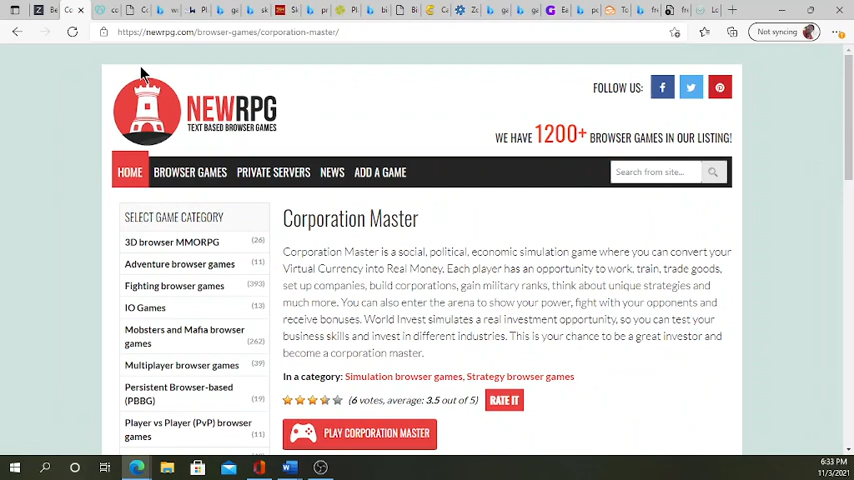 https://newrpg.com/browser-games/corporation-master/
Not syncing
NEWRPG
TEXT BASED BROWSER GAMES
FOLLOW US:
WE HAVE 1200+ BROWSER GAMES IN OUR LISTING!
HOME BROWSER GAMES PRIVATE SERVERS NEWS ADD A GAME
Search from site...
SELECT GAME CATEGORY
3D browser MMORPG (26)
Adventure browser games (11)
Fighting browser games (393)
IO Games (13)
Mobsters and Mafia browser
games (262)
Multiplayer browser games (39)
Persistent Browser-based
(PBBG) (19)
Player vs Player (PvP) browser
games (11)
Corporation Master
Corporation Master is a social, political, economic simulation game where you can convert your
Virtual Currency into Real Money. Each player has an opportunity to work, train, trade goods,
set up companies, build corporations, gain military ranks, think about unique strategies and
much more. You can also enter the arena to show your power, fight with your opponents and
receive bonuses. World Invest simulates a real investment opportunity, so you can test your
business skills and invest in different industries. This is your chance to be a great investor and
become a corporation master.
In a category: Simulation browser games, Strategy browser games
(6 votes, average: 3.5 out of 5) RATE IT
PLAY CORPORATION MASTER
6:33 PM
11/3/2021